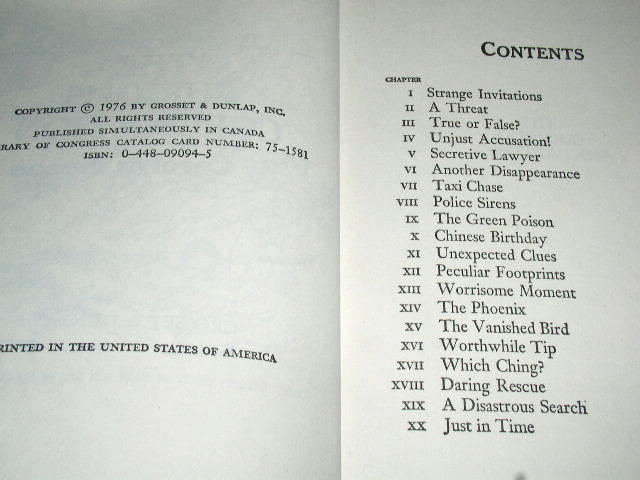 COPYRIGHT © 1976 BY GROSSET & DUNLAP, INC.
ALL RIGHTS RESERVED
PUBLISHED SIMULTANEOUSLY IN CANADA
RARY OF CONGRESS CATALOG CARD NUMBER: 75-1581
ISBN: 0-448-09094-5
RINTED IN THE UNITED STATES OF AMERICA
CONTENTS
CHAPTER
I Strange Invitations
II A Threat
III True or False?
IV Unjust Accusation!
V Secretive Lawyer
VI Another Disappearance
VII Taxi Chase
VIII Police Sirens
IX The Green Poison
X Chinese Birthday
XI Unexpected Clues
XII Peculiar Footprints
XIII Worrisome Moment
XIV The Phoenix
XV The Vanished Bird
XVI Worthwhile Tip
XVII Which Ching?
XVIII Daring Rescue
XIX A Disastrous Search
XX Just in Time